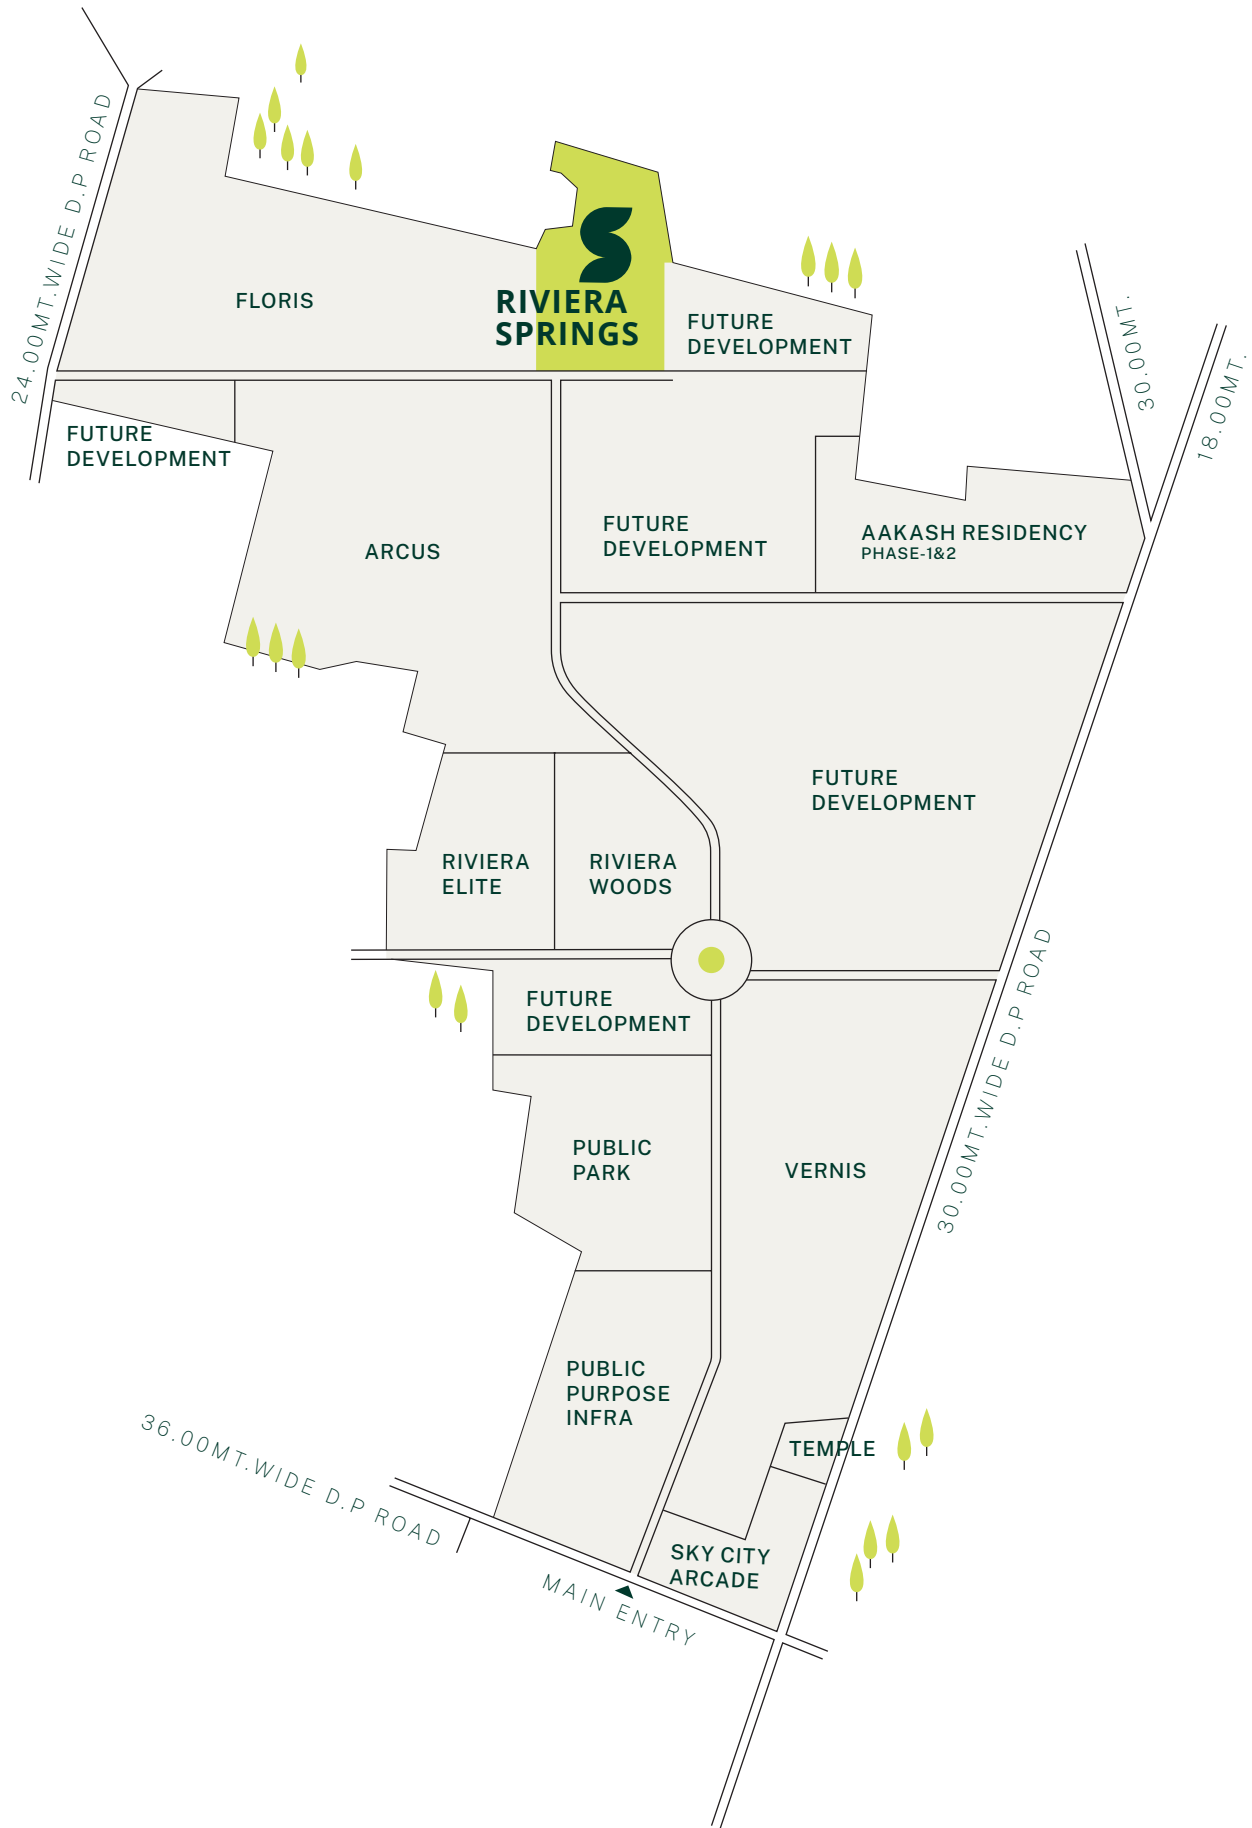 24.00MT.WIDE D.P ROAD
FLORIS
RIVIERA
SPRINGS
FUTURE
DEVELOPMENT
30.00MT.
18.00MT.
FUTURE
DEVELOPMENT
ARCUS
FUTURE
DEVELOPMENT
AAKASH RESIDENCY
PHASE-1&2
FUTURE
DEVELOPMENT
RIVIERA
ELITE
RIVIERA
WOODS
FUTURE
DEVELOPMENT
30.00MT.WIDE D.P ROAD
PUBLIC
PARK
VERNIS
PUBLIC
PURPOSE
INFRA
TEMPLE
36.00MT.WIDE D.P ROAD
SKY CITY
ARCADE
MAIN ENTRY